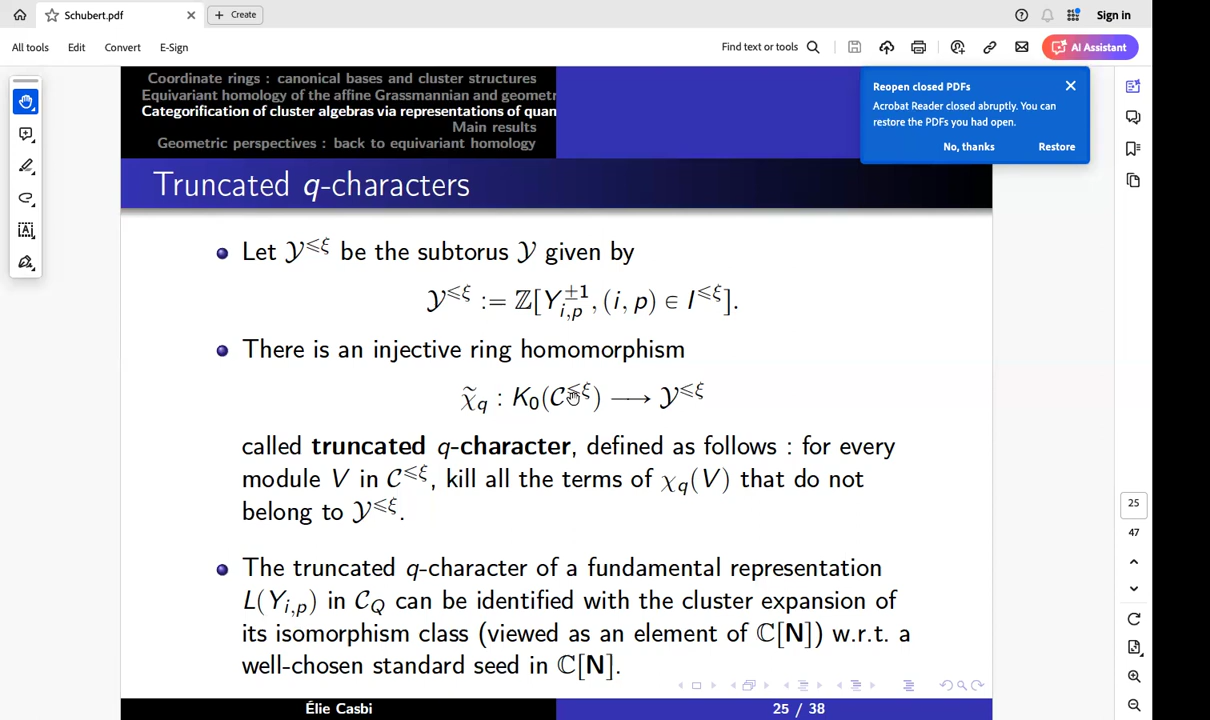 Schubert.pdf
Create
Sign in
All tools Edit Convert E-Sign
Find text or tools
AI Assistant
Coordinate rings : canonical bases and cluster structures
Equivariant homology of the affine Grassmannian and geometr
Categorification of cluster algebras via representations of quan
Main results
Geometric perspectives : back to equivariant homology
Reopen closed PDFs
Acrobat Reader closed abruptly. You can
restore the PDFs you had open.
No, thanks Restore
Truncated q-characters
Let 𝒴^{≤ξ} be the subtorus 𝒴 given by
𝒴^{≤ξ} := ℤ[Y_{i,p}^{±1}, (i, p) ∈ I^{≤ξ}].
There is an injective ring homomorphism
χ̃_q : K_0(𝒞^{≤ξ}) ⟶ 𝒴^{≤ξ}
called truncated q-character, defined as follows : for every
module V in 𝒞^{≤ξ}, kill all the terms of χ_q(V) that do not
belong to 𝒴^{≤ξ}.
The truncated q-character of a fundamental representation
L(Y_{i,p}) in 𝒞_Q can be identified with the cluster expansion of
its isomorphism class (viewed as an element of ℂ[N]) w.r.t. a
well-chosen standard seed in ℂ[N].
Élie Casbi
25 / 38
25
47